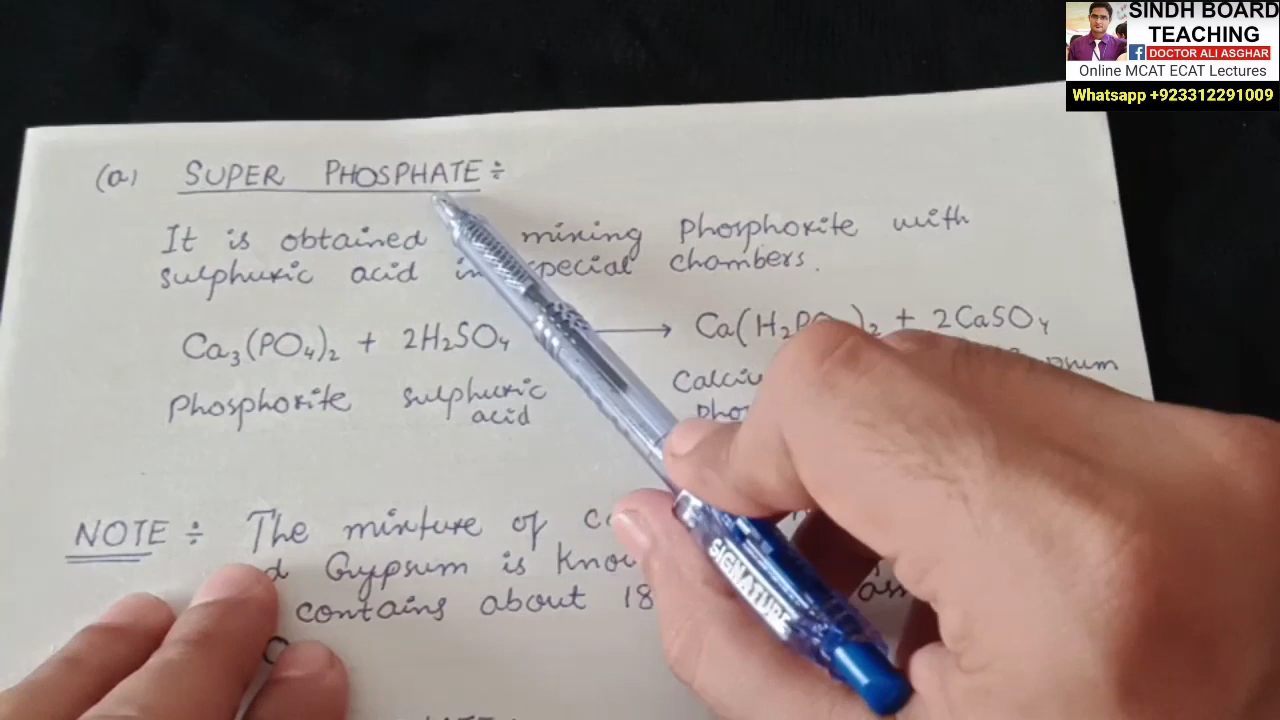 SINDH BOARD
TEACHING
f DOCTOR ALI ASGHAR
Online MCAT ECAT Lectures
Whatsapp +923312291009
(a) SUPER PHOSPHATE ÷
It is obtained mixing Phosphorite with
sulphuric acid in special chambers.
Ca₃(PO₄)₂ + 2H₂SO₄ → Ca(H₂PO₄)₂ + 2CaSO₄
Phosphorite sulphuric acid
NOTE ÷ The mixture of
Gypsum is
contains about 18
SIGNATURE